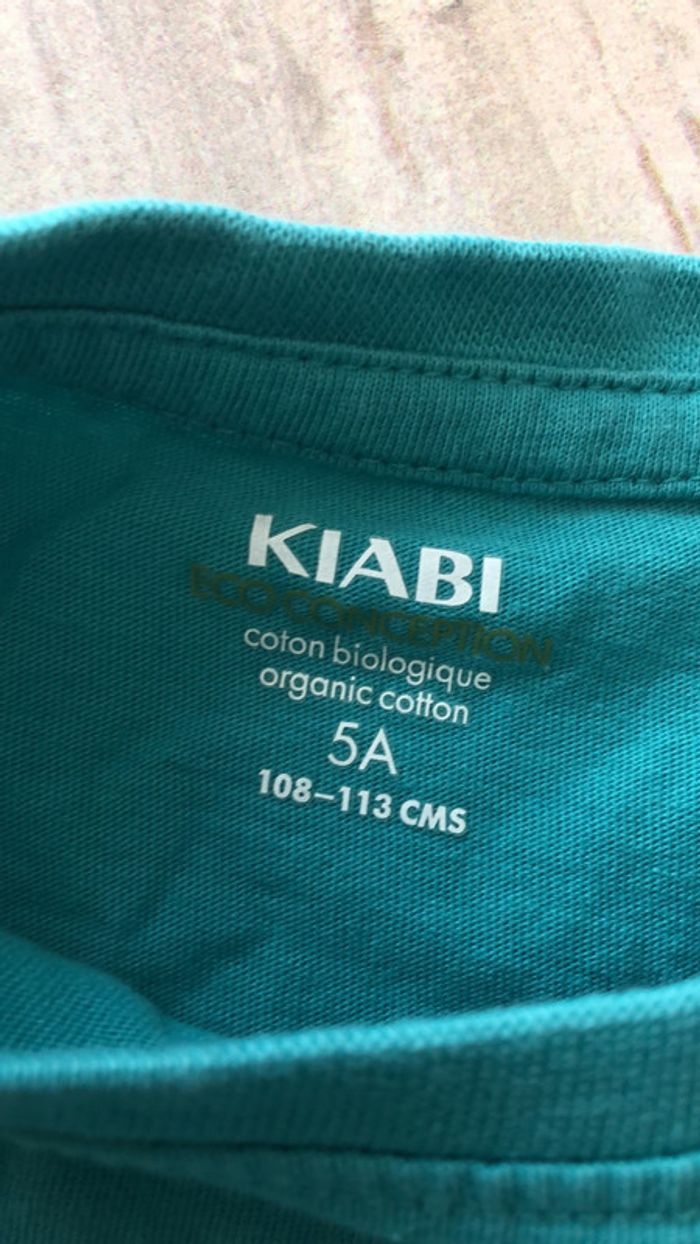 KIABI
ECO CONCEPTION
coton biologique
organic cotton
5A
108-113 CMS